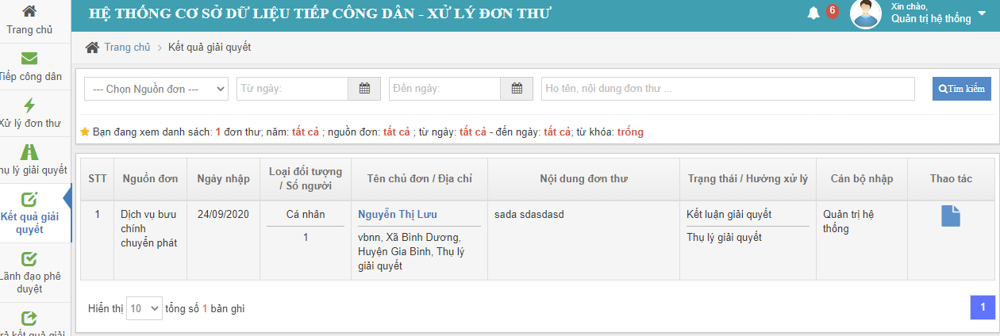 HỆ THỐNG CƠ SỞ DỮ LIỆU TIẾP CÔNG DÂN - XỬ LÝ ĐƠN THƯ
6
Xin chào,
Quản trị hệ thống
Trang chủ
Tiếp công dân
Xử lý đơn thư
hụ lý giải quyết
Kết quả giải
quyết
Lãnh đạo phê
duyệt
rả kết quả giải
Trang chủ > Kết quả giải quyết
--- Chọn Nguồn đơn ---
Từ ngày:
Đến ngày:
Họ tên, nội dung đơn thư ...
Tìm kiếm
Bạn đang xem danh sách: 1 đơn thư; năm: tất cả ; nguồn đơn: tất cả ; từ ngày: tất cả - đến ngày: tất cả; từ khóa: trống
STT
Nguồn đơn
Ngày nhập
Loại đối tượng
/ Số người
Tên chủ đơn / Địa chỉ
Nội dung đơn thư
Trạng thái / Hướng xử lý
Cán bộ nhập
Thao tác
1
Dịch vụ bưu
chính
chuyển phát
24/09/2020
Cá nhân
1
Nguyễn Thị Lưu
vbnn, Xã Bình Dương,
Huyện Gia Bình, Thụ lý
giải quyết
sada sdasdasd
Kết luận giải quyết
Thụ lý giải quyết
Quản trị hệ
thống
Hiển thị 10 tổng số 1 bản ghi
1